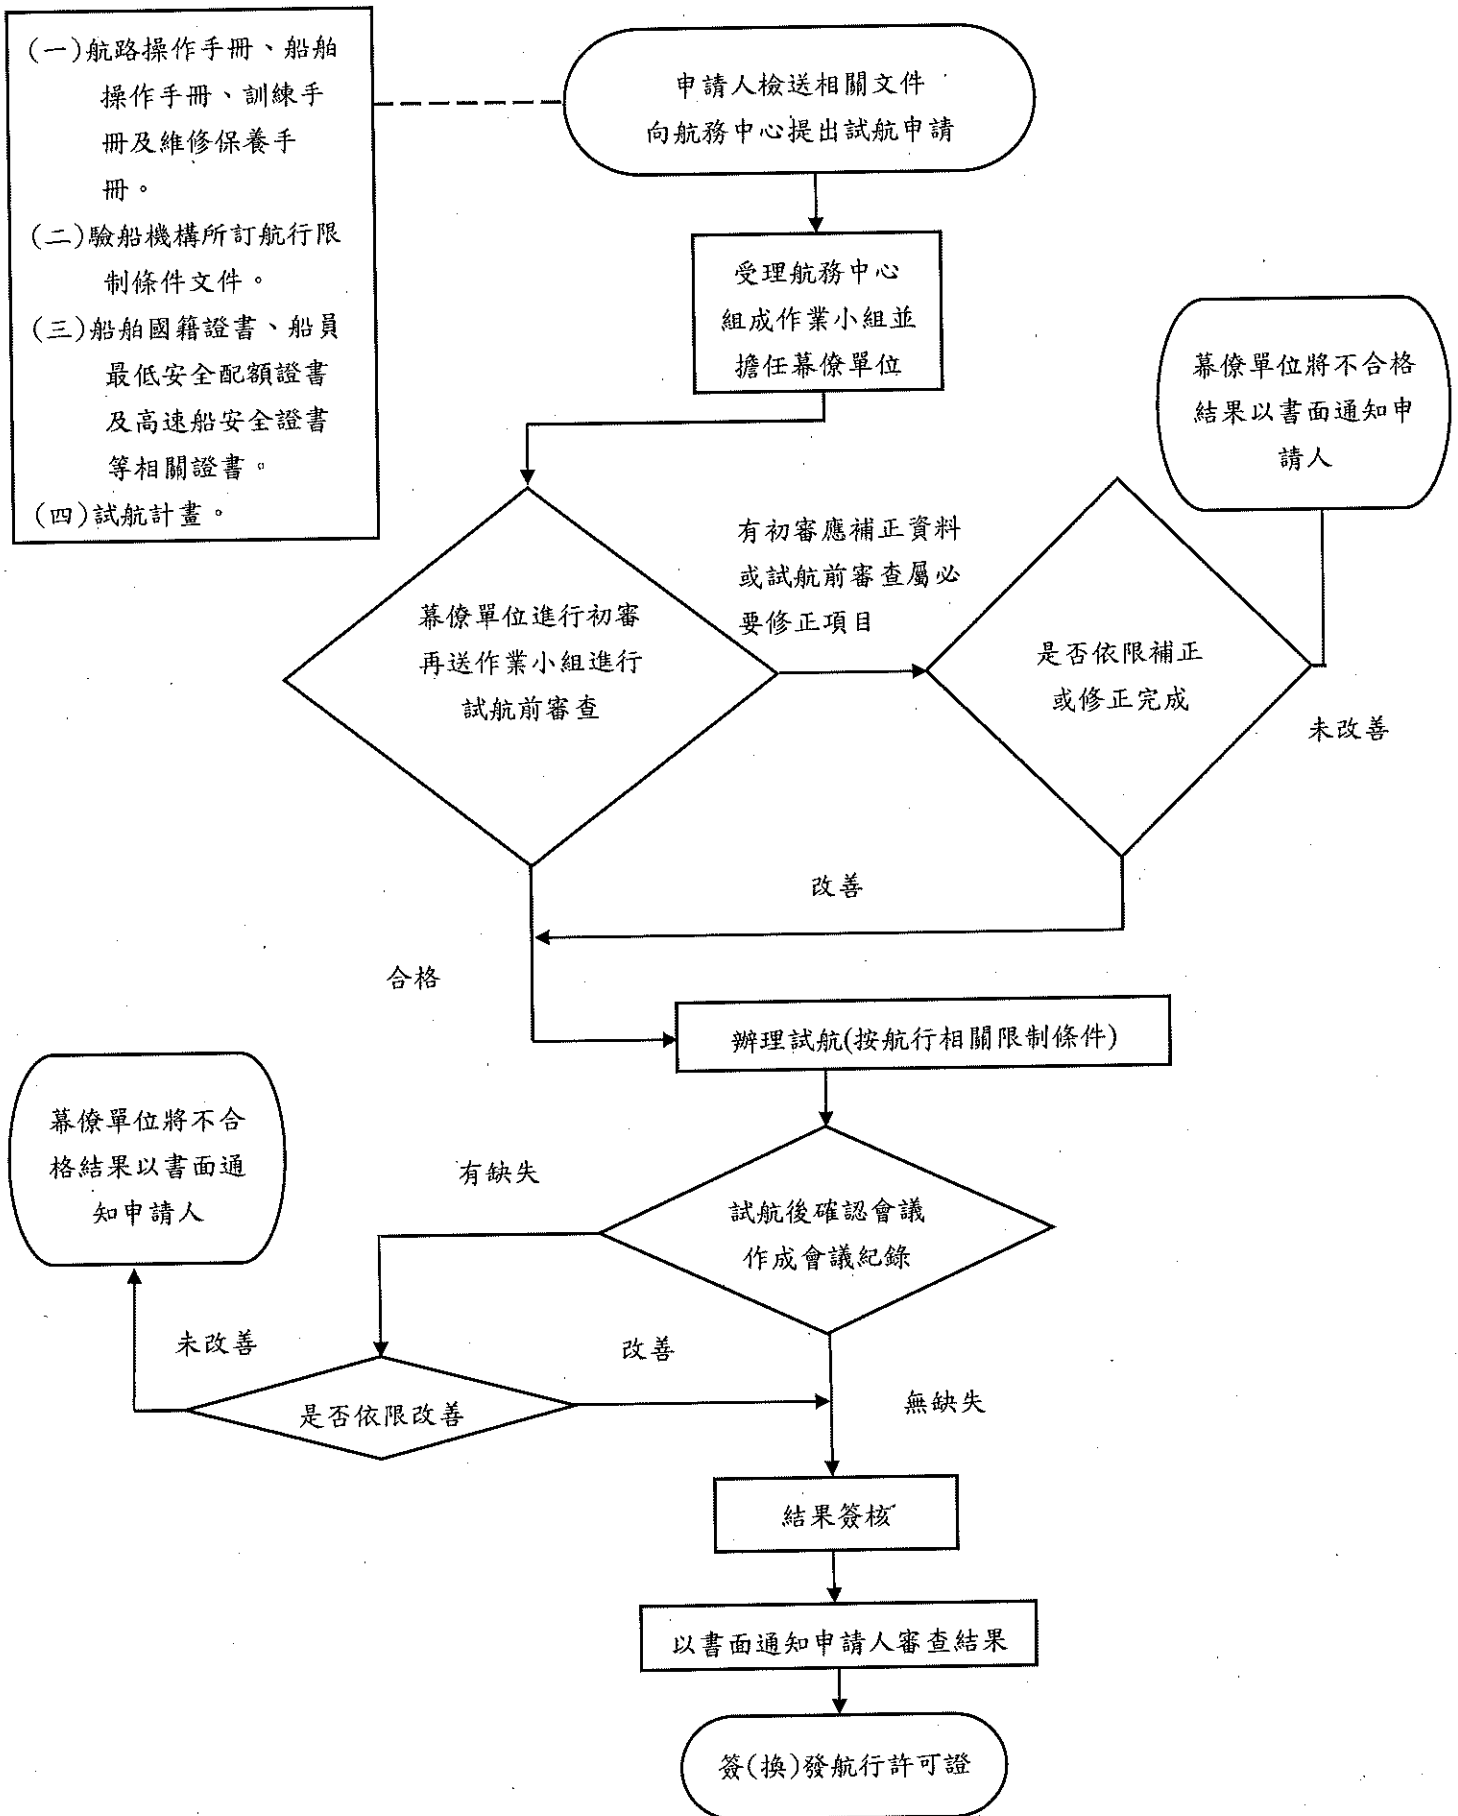 (一)航路操作手冊、船舶
操作手冊、訓練手
冊及維修保養手
冊。
(二)驗船機構所訂航行限
制條件文件。
(三)船舶國籍證書、船員
最低安全配額證書
及高速船安全證書
等相關證書。
(四)試航計畫。
申請人檢送相關文件
向航務中心提出試航申請
受理航務中心
組成作業小組並
擔任幕僚單位
幕僚單位將不合格
結果以書面通知申
請人
有初審應補正資料
或試航前審查屬必
要修正項目
幕僚單位進行初審
再送作業小組進行
試航前審查
是否依限補正
或修正完成
未改善
改善
合格
辦理試航(按航行相關限制條件)
幕僚單位將不合
格結果以書面通
知申請人
有缺失
試航後確認會議
作成會議紀錄
未改善
改善
是否依限改善
無缺失
結果簽核
以書面通知申請人審查結果
簽(換)發航行許可證